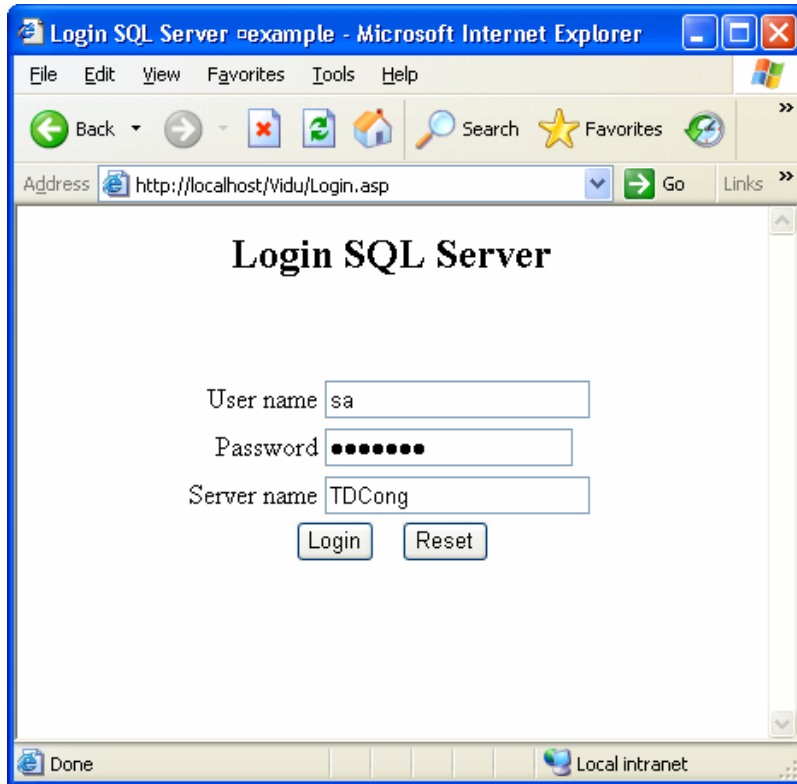 Login SQL Server ¤example - Microsoft Internet Explorer
File Edit View Favorites Tools Help
Back Search Favorites »
Address http://localhost/Vidu/Login.asp Go Links »
Login SQL Server
User name sa
Password •••••••
Server name TDCong
Login Reset
Done Local intranet